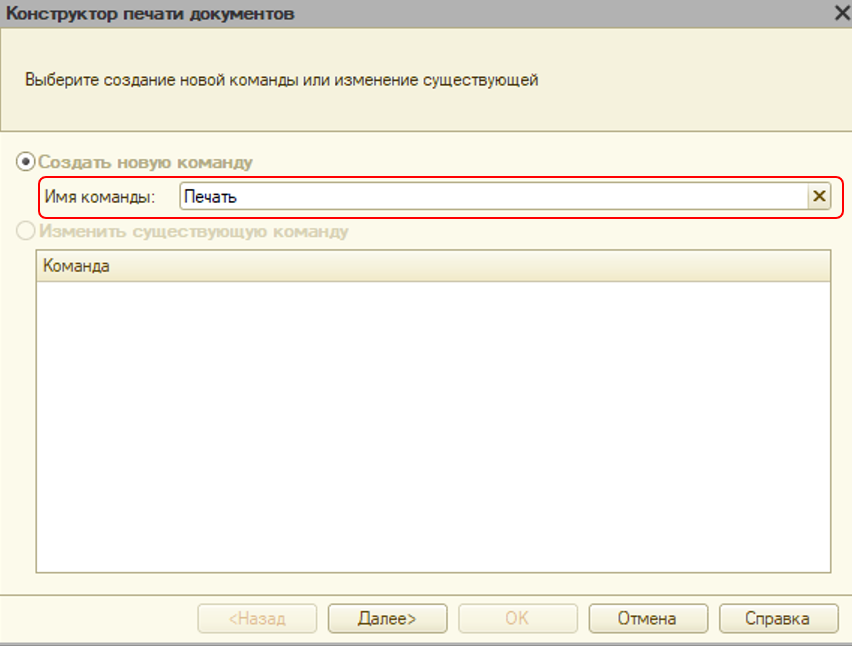 Конструктор печати документов
Выберите создание новой команды или изменение существующей
Создать новую команду
Имя команды: Печать
Изменить существующую команду
Команда
<Назад Далее> OK Отмена Справка